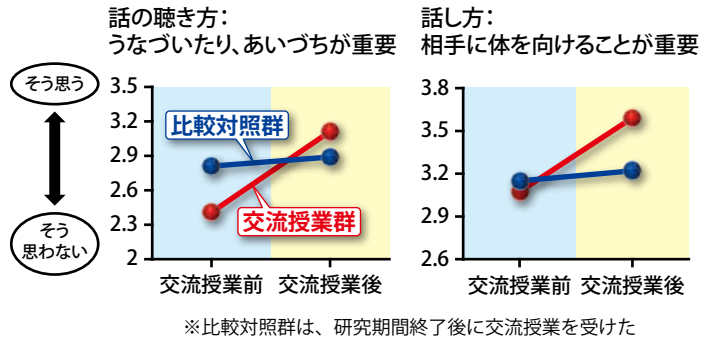 話の聴き方：
うなづいたり、あいづちが重要
話し方：
相手に体を向けることが重要
そう思う
そう
思わない
3.5
3.2
2.9
2.6
2.3
2
比較対照群
交流授業群
交流授業前 交流授業後
3.8
3.5
3.2
2.9
2.6
交流授業前 交流授業後
※比較対照群は、研究期間終了後に交流授業を受けた